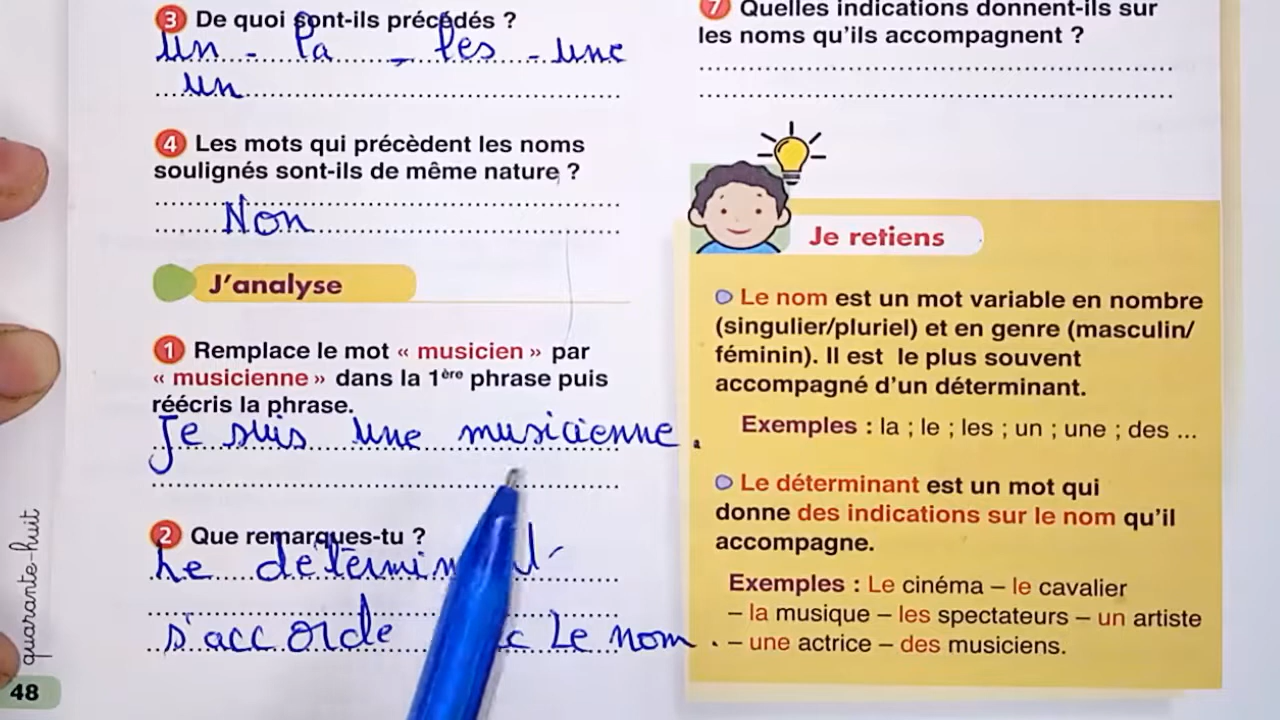 3 De quoi sont-ils précédés ?
un - la - les - une
un
4 Les mots qui précèdent les noms
soulignés sont-ils de même nature ?
Non
J'analyse
1 Remplace le mot « musicien » par
« musicienne » dans la 1ère phrase puis
réécris la phrase.
Je suis une musicienne.
2 Que remarques-tu ?
Le
s'accorde Le nom.
quarante-huit
48
7 Quelles indications donnent-ils sur
les noms qu'ils accompagnent ?
Je retiens
Le nom est un mot variable en nombre
(singulier/pluriel) et en genre (masculin/
féminin). Il est le plus souvent
accompagné d'un déterminant.
Exemples : la ; le ; les ; un ; une ; des ...
Le déterminant est un mot qui
donne des indications sur le nom qu'il
accompagne.
Exemples : Le cinéma – le cavalier
– la musique – les spectateurs – un artiste
– une actrice – des musiciens.